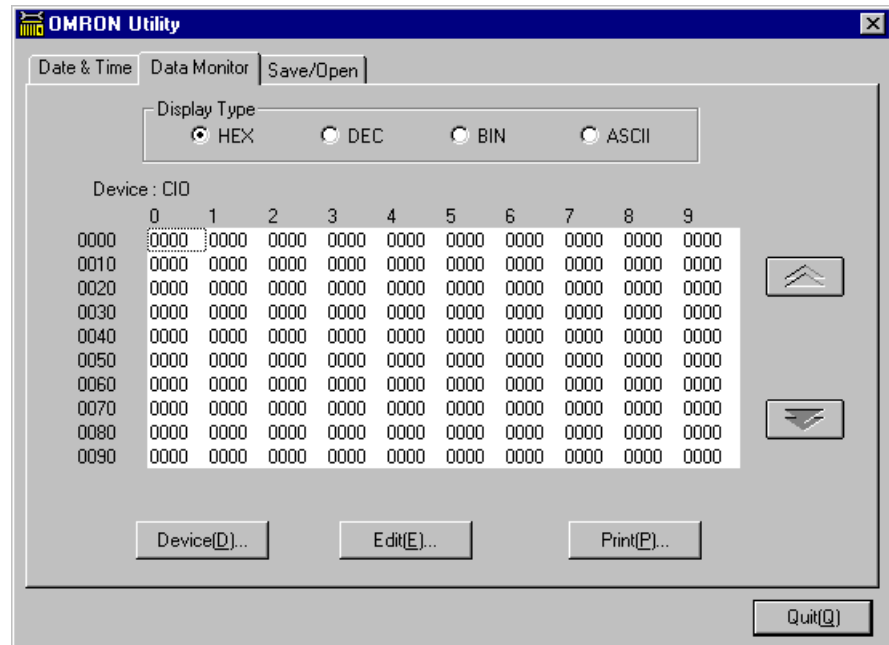 OMRON Utility
Date & Time Data Monitor Save/Open
Display Type
HEX DEC BIN ASCII
Device : CIO
0 1 2 3 4 5 6 7 8 9
0000 0000 0000 0000 0000 0000 0000 0000 0000 0000 0000
0010 0000 0000 0000 0000 0000 0000 0000 0000 0000 0000
0020 0000 0000 0000 0000 0000 0000 0000 0000 0000 0000
0030 0000 0000 0000 0000 0000 0000 0000 0000 0000 0000
0040 0000 0000 0000 0000 0000 0000 0000 0000 0000 0000
0050 0000 0000 0000 0000 0000 0000 0000 0000 0000 0000
0060 0000 0000 0000 0000 0000 0000 0000 0000 0000 0000
0070 0000 0000 0000 0000 0000 0000 0000 0000 0000 0000
0080 0000 0000 0000 0000 0000 0000 0000 0000 0000 0000
0090 0000 0000 0000 0000 0000 0000 0000 0000 0000 0000
Device(D)... Edit(E)... Print(P)...
Quit(Q)